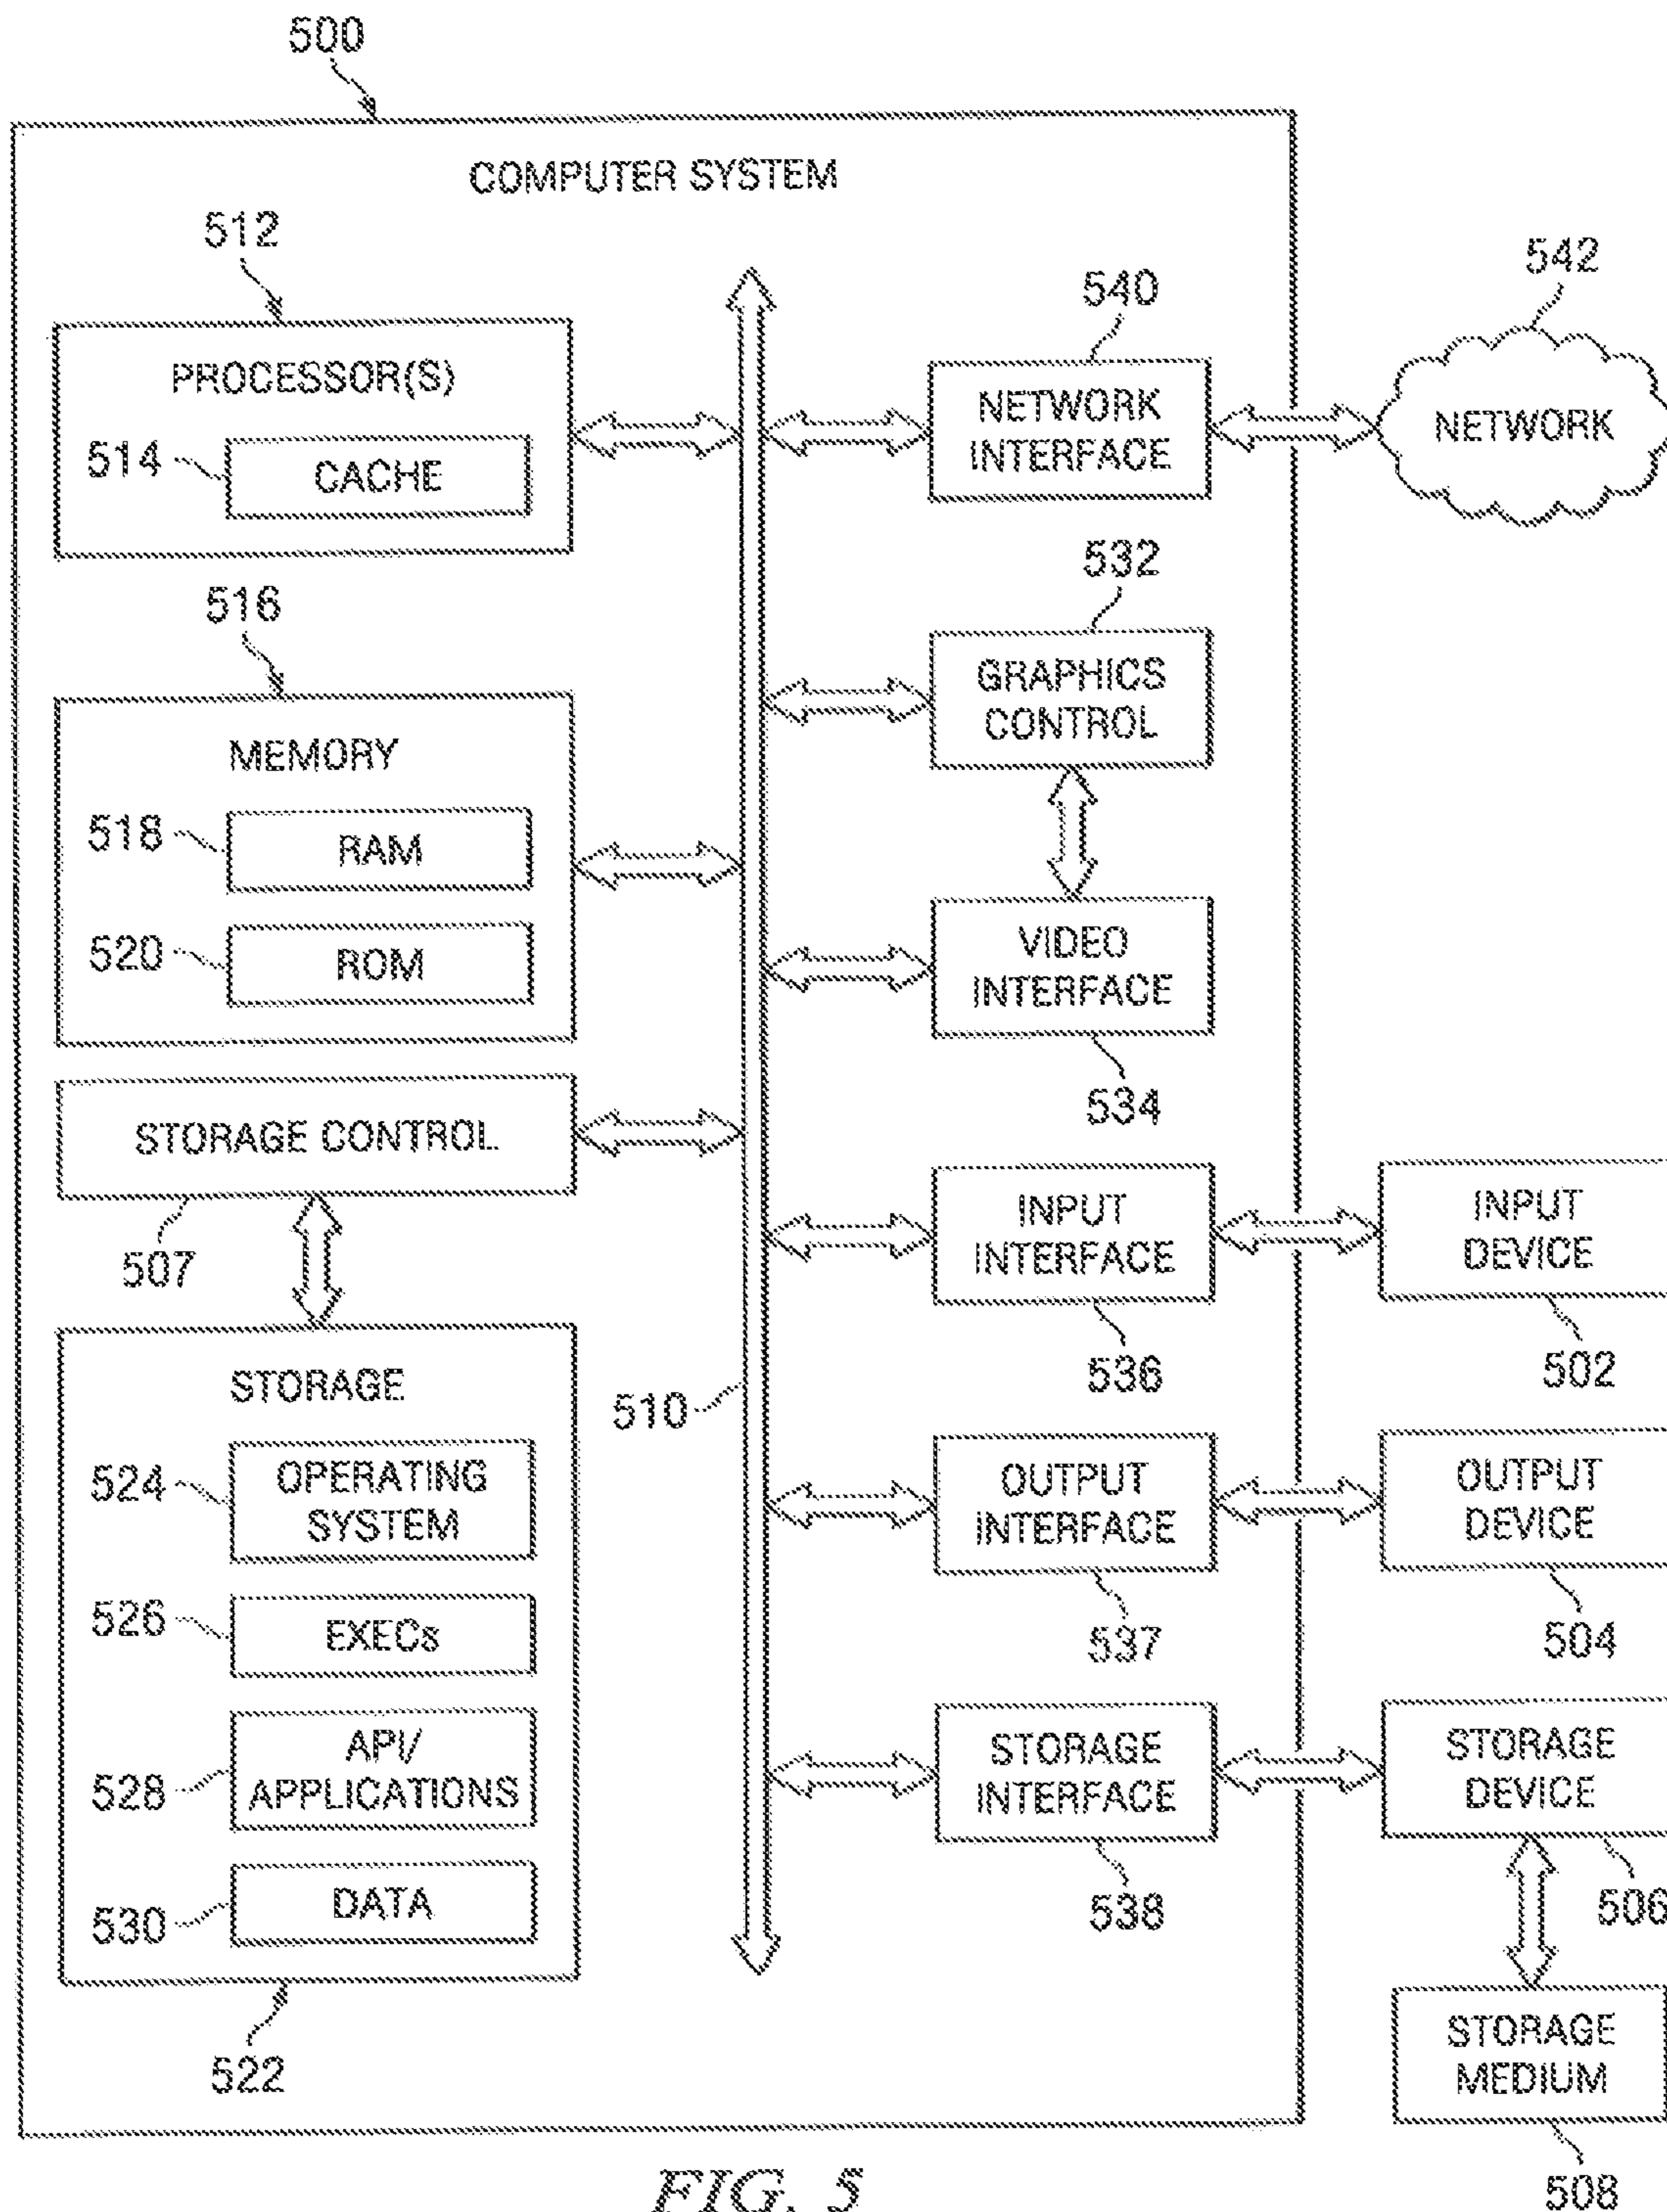 500
COMPUTER SYSTEM
512
PROCESSOR(S)
514
CACHE
516
MEMORY
518
RAM
520
ROM
STORAGE CONTROL
507
STORAGE
524
OPERATING
SYSTEM
526
EXECs
528
API/
APPLICATIONS
530
DATA
522
510
540
NETWORK
INTERFACE
542
NETWORK
532
GRAPHICS
CONTROL
VIDEO
INTERFACE
534
INPUT
INTERFACE
536
INPUT
DEVICE
502
OUTPUT
INTERFACE
537
OUTPUT
DEVICE
504
STORAGE
INTERFACE
538
STORAGE
DEVICE
506
STORAGE
MEDIUM
508
FIG. 5